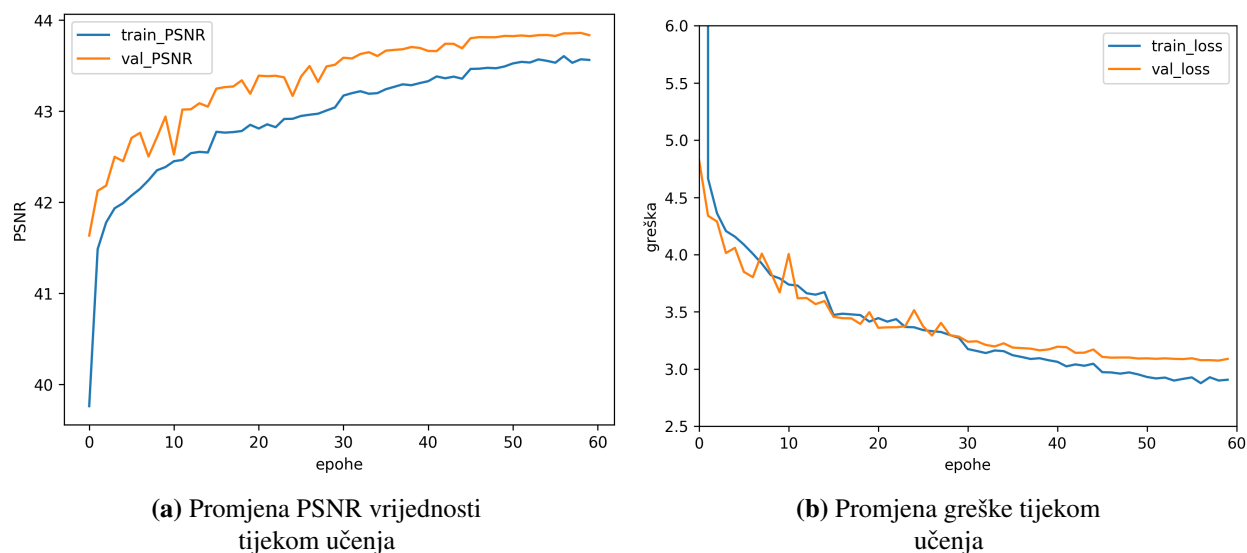 44
43
42
41
40
PSNR
train_PSNR
val_PSNR
0 10 20 30 40 50 60
epohe
(a) Promjena PSNR vrijednosti
tijekom učenja
6.0
5.5
5.0
4.5
4.0
3.5
3.0
2.5
greška
train_loss
val_loss
0 10 20 30 40 50 60
epohe
(b) Promjena greške tijekom
učenja